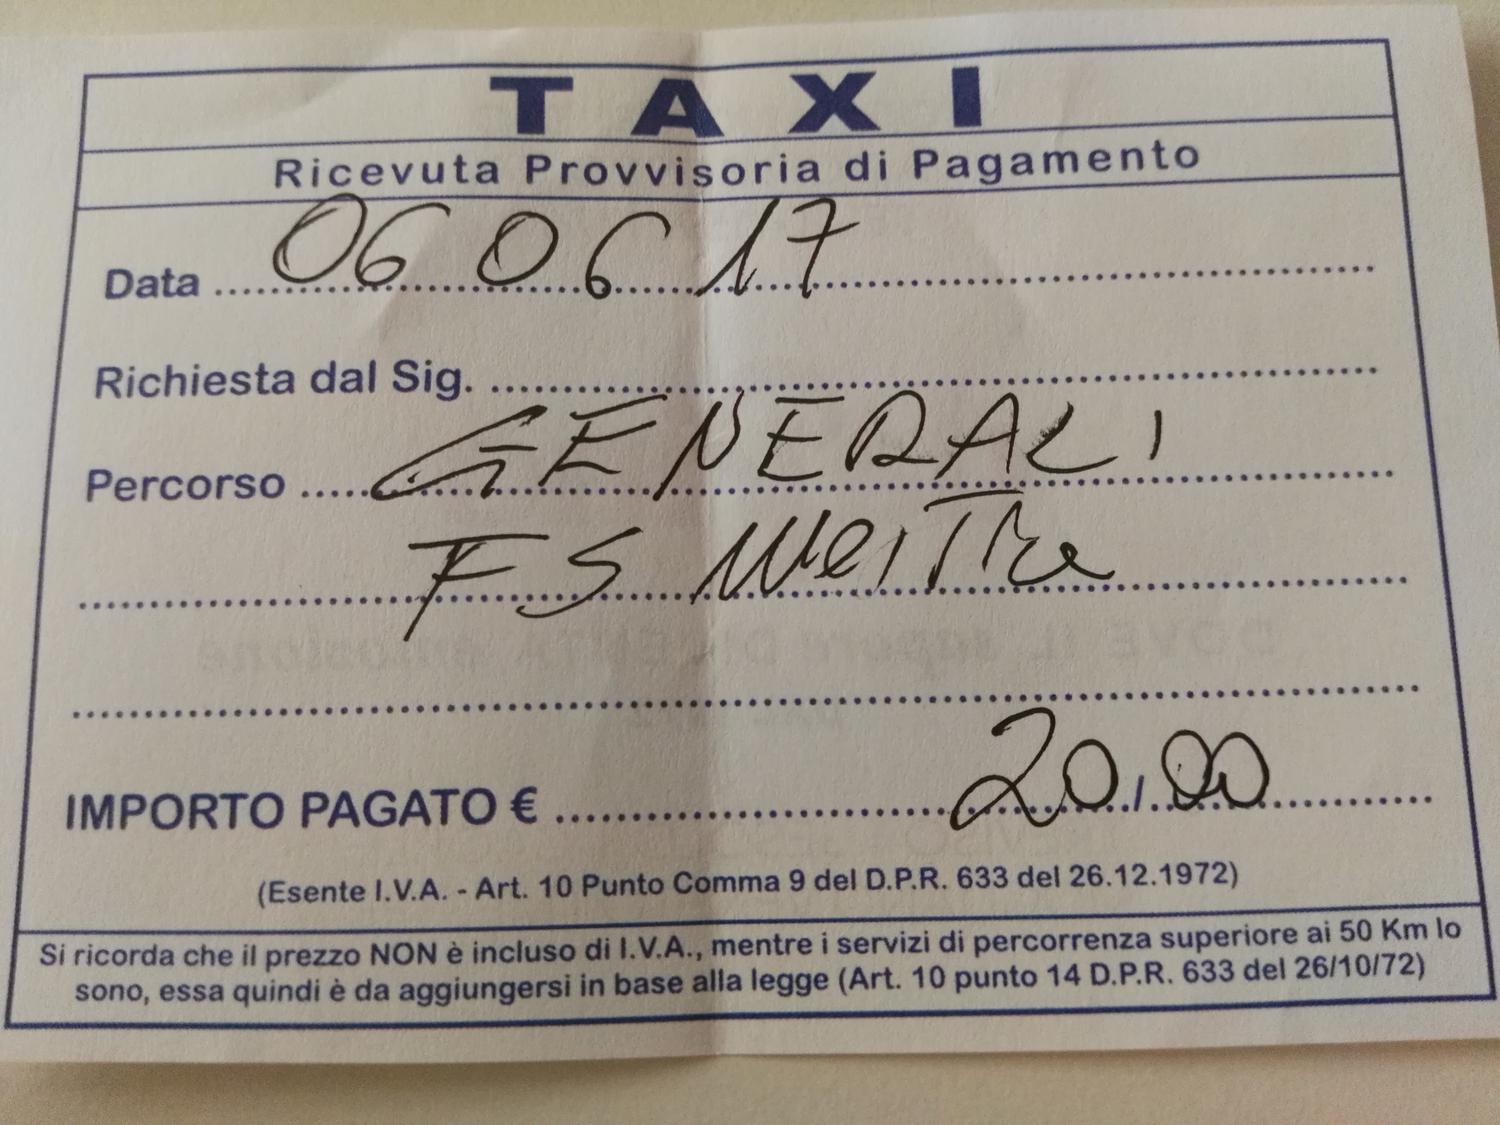 TAXI
Ricevuta Provvisoria di Pagamento
Data 06 06 17
Richiesta dal Sig.
Percorso GENERALI
FS Mestre
IMPORTO PAGATO € 20,00
(Esente I.V.A. - Art. 10 Punto Comma 9 del D.P.R. 633 del 26.12.1972)
Si ricorda che il prezzo NON è incluso di I.V.A., mentre i servizi di percorrenza superiore ai 50 Km lo
sono, essa quindi è da aggiungersi in base alla legge (Art. 10 punto 14 D.P.R. 633 del 26/10/72)